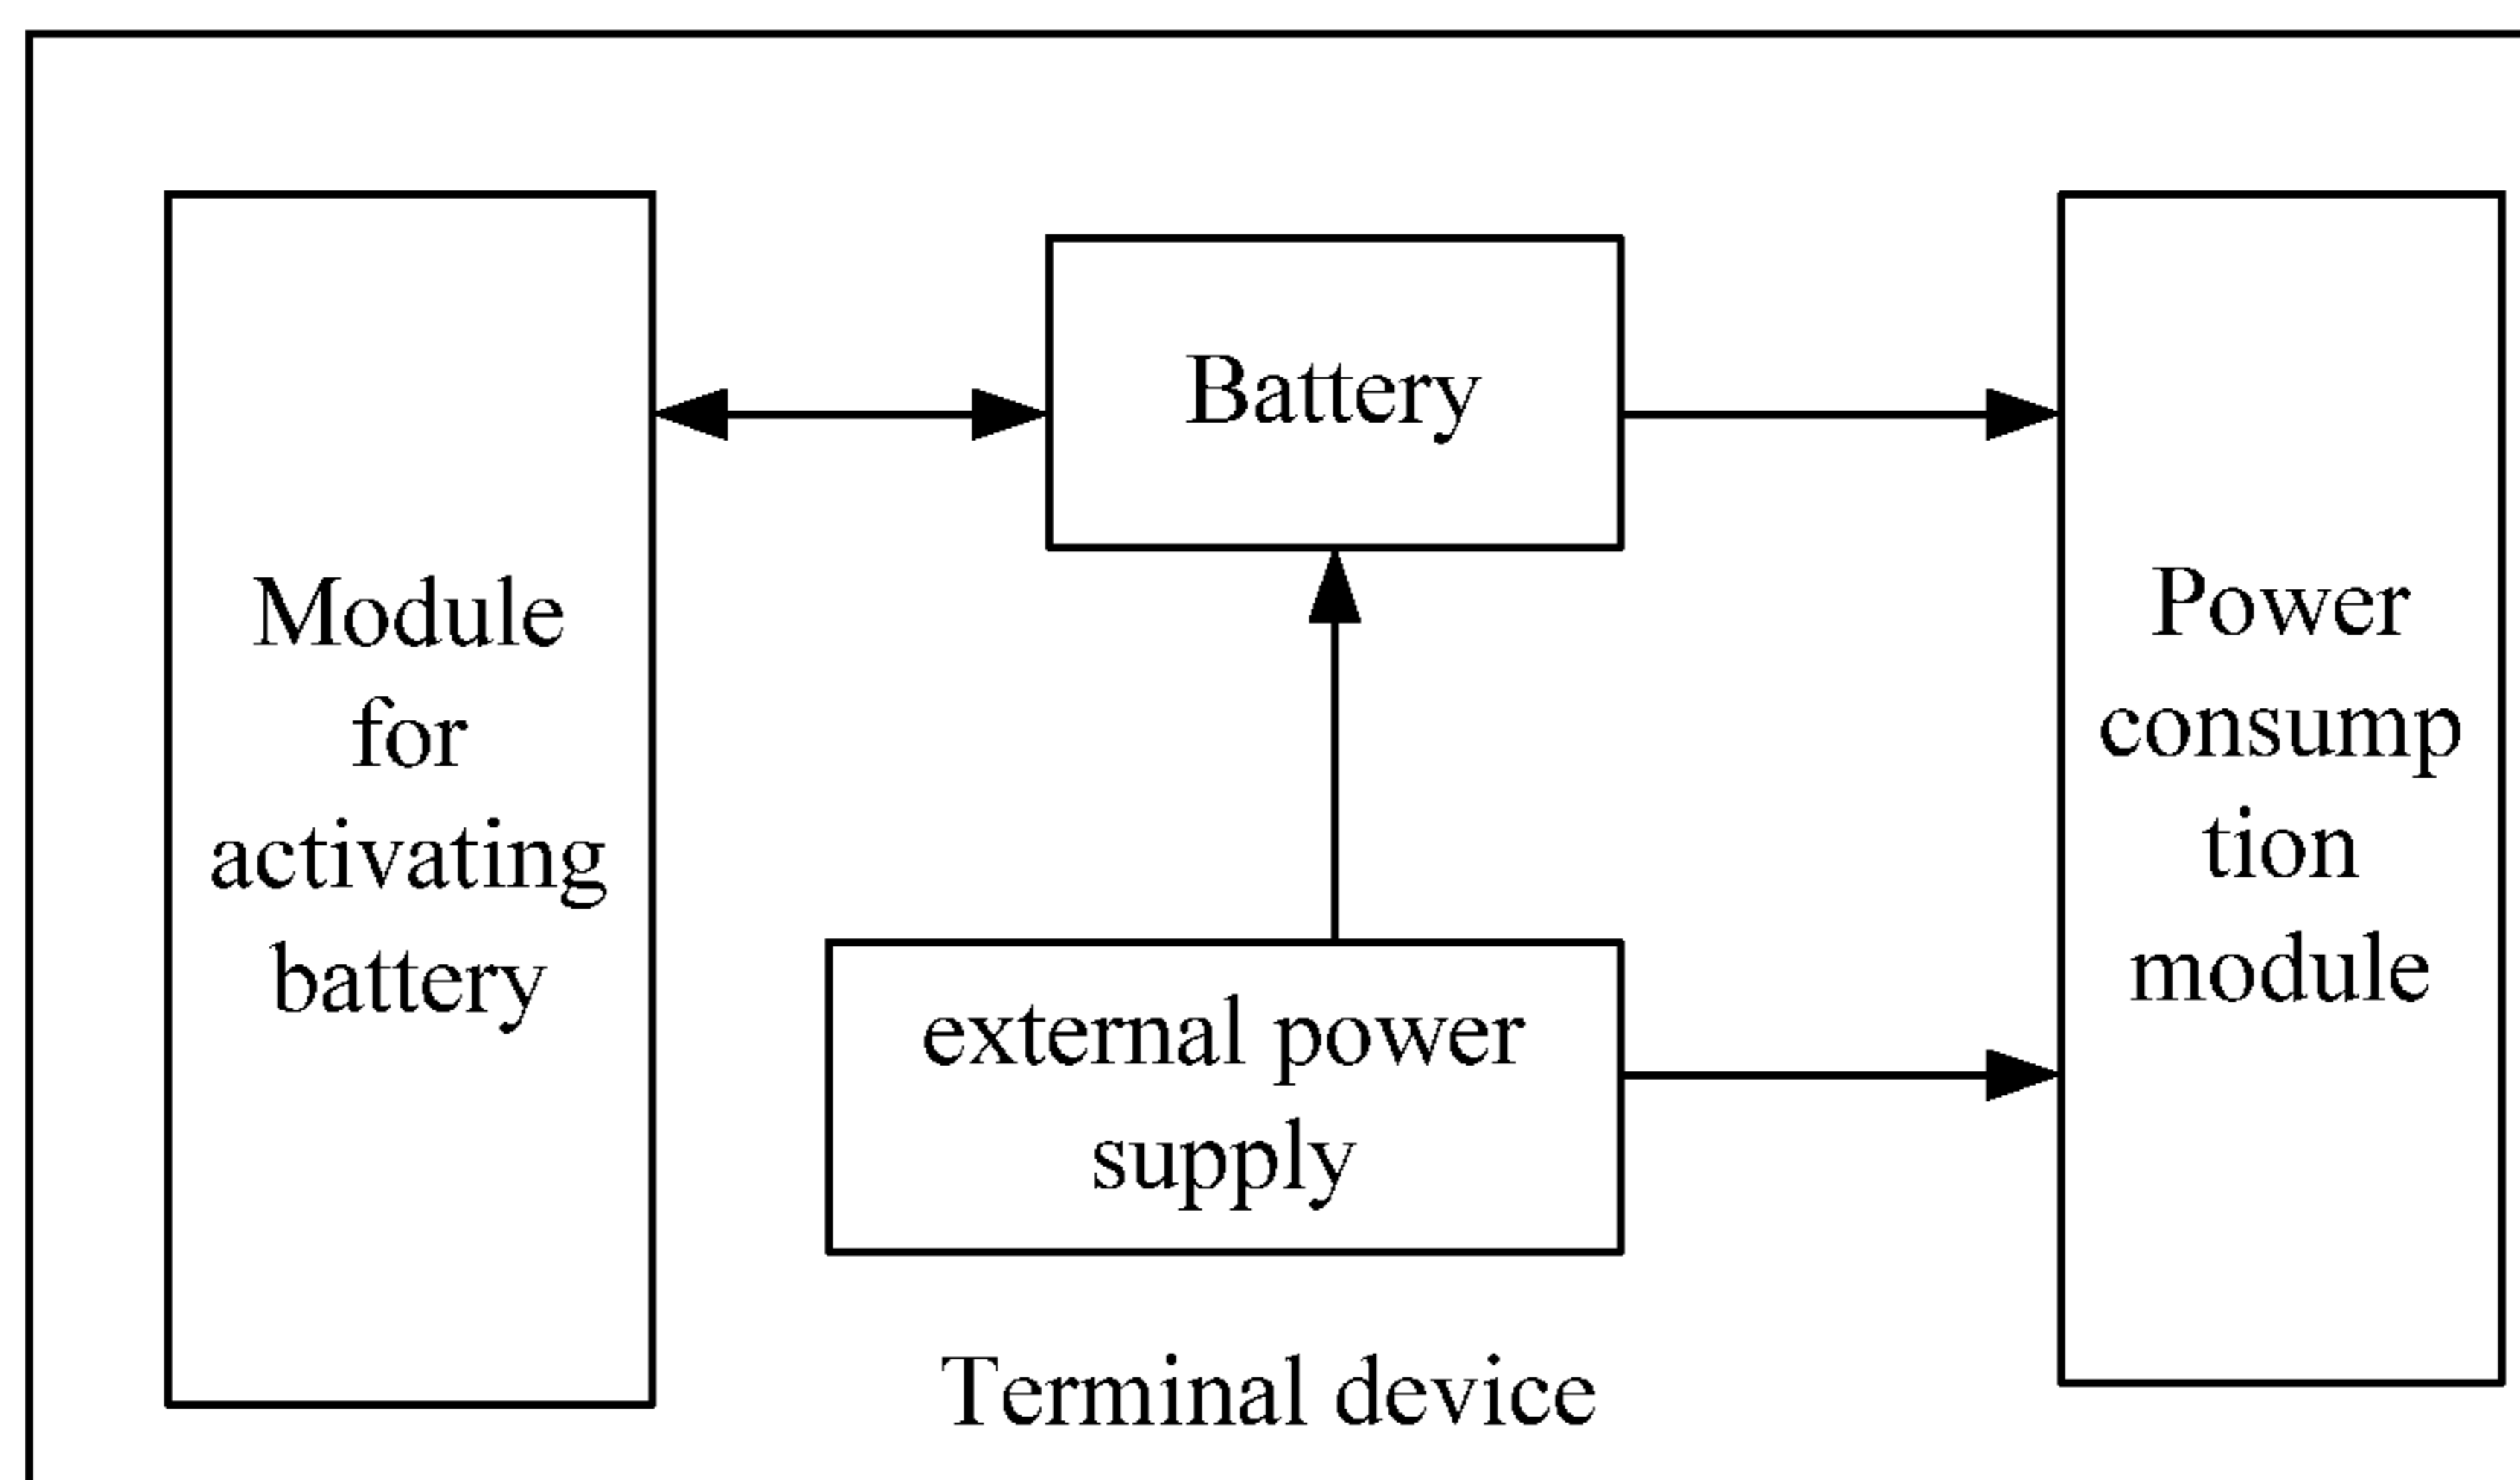 Module
for
activating
battery
Battery
external power
supply
Power
consump
tion
module
Terminal device